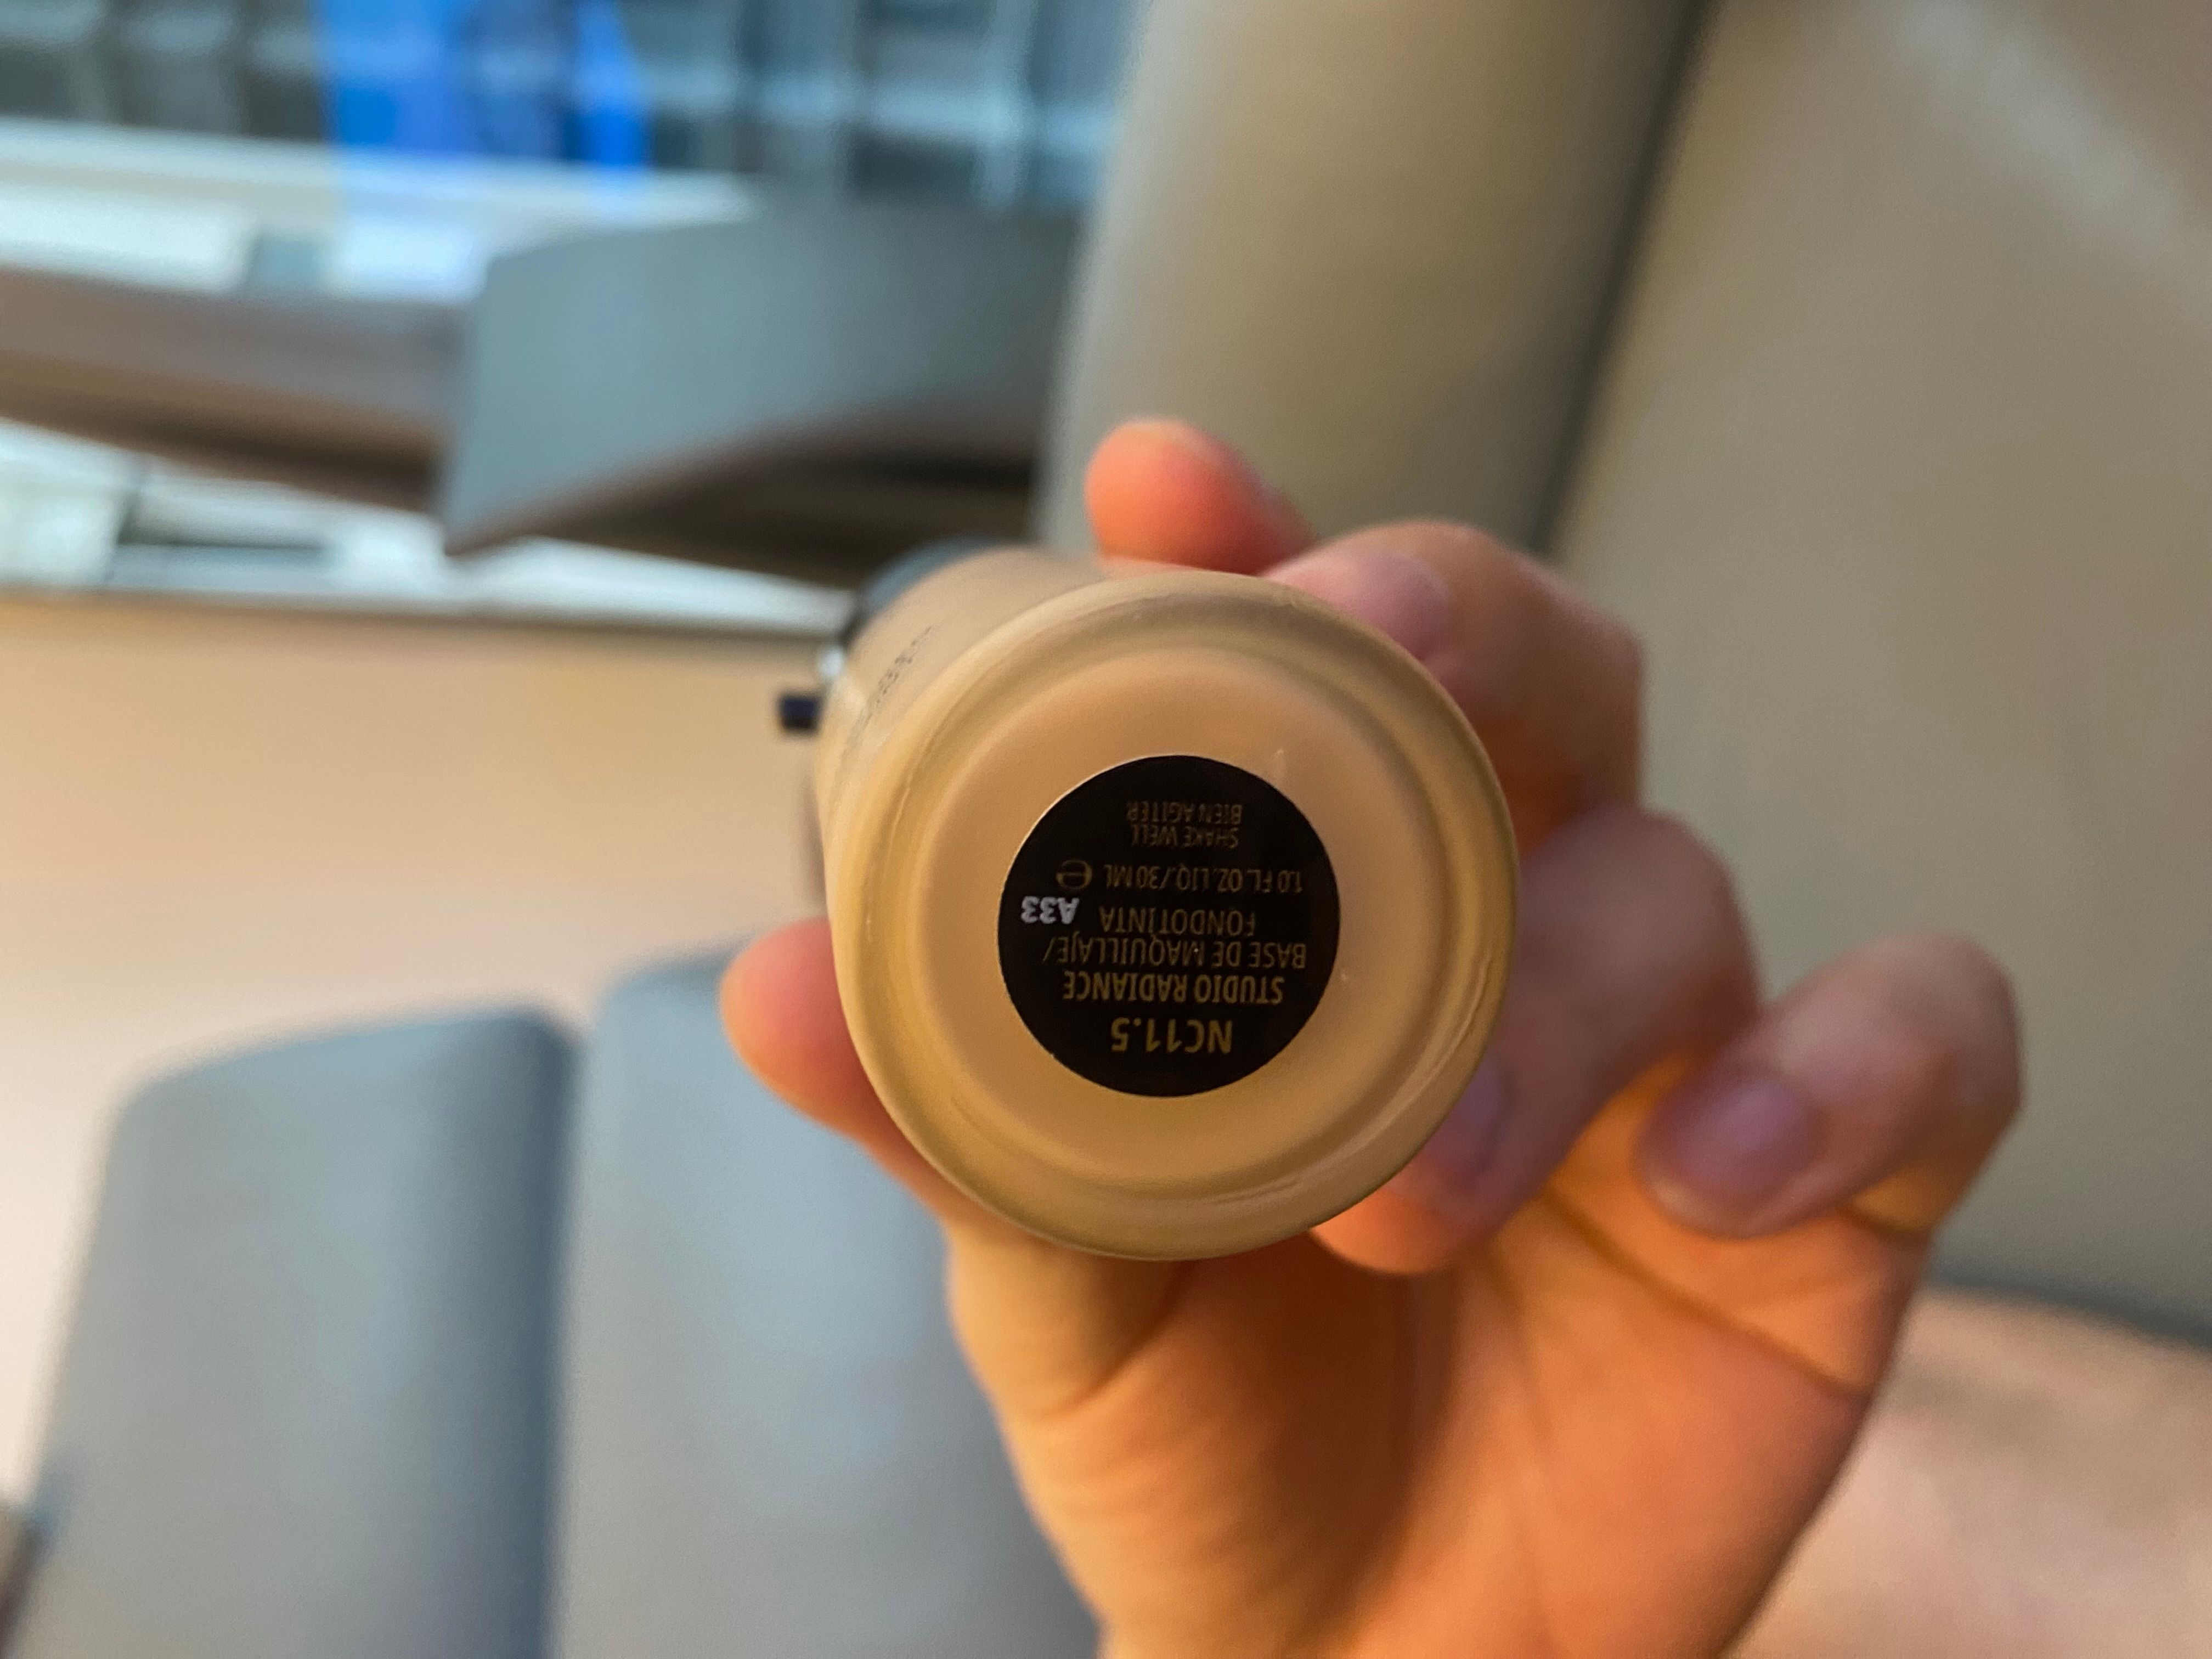 NC11.5
STUDIO RADIANCE
BASE DE MAQUILLAJE/
FONDOTINTA A33
1.0 FL. OZ. LIQ./30 ML ℮
SHAKE WELL
BIEN AGITER